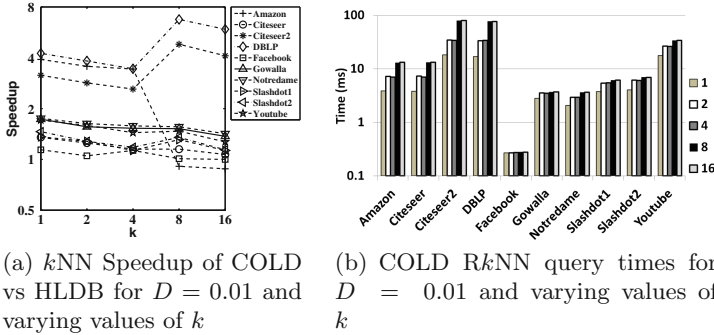 8
4
2
1
0.5
Speedup
1
2
4
8
16
k
Amazon
Citeseer
Citeseer2
DBLP
Facebook
Gowalla
Notredame
Slashdot1
Slashdot2
Youtube
(a) kNN Speedup of COLD
vs HLDB for D = 0.01 and
varying values of k
100
10
1
0.1
Time (ms)
Amazon
Citeseer
Citeseer2
DBLP
Facebook
Gowalla
Notredame
Slashdot1
Slashdot2
Youtube
1
2
4
8
16
(b) COLD RkNN query times for
D = 0.01 and varying values of
k